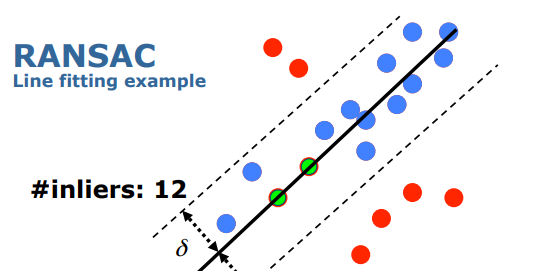 RANSAC
Line fitting example
#inliers: 12
δ